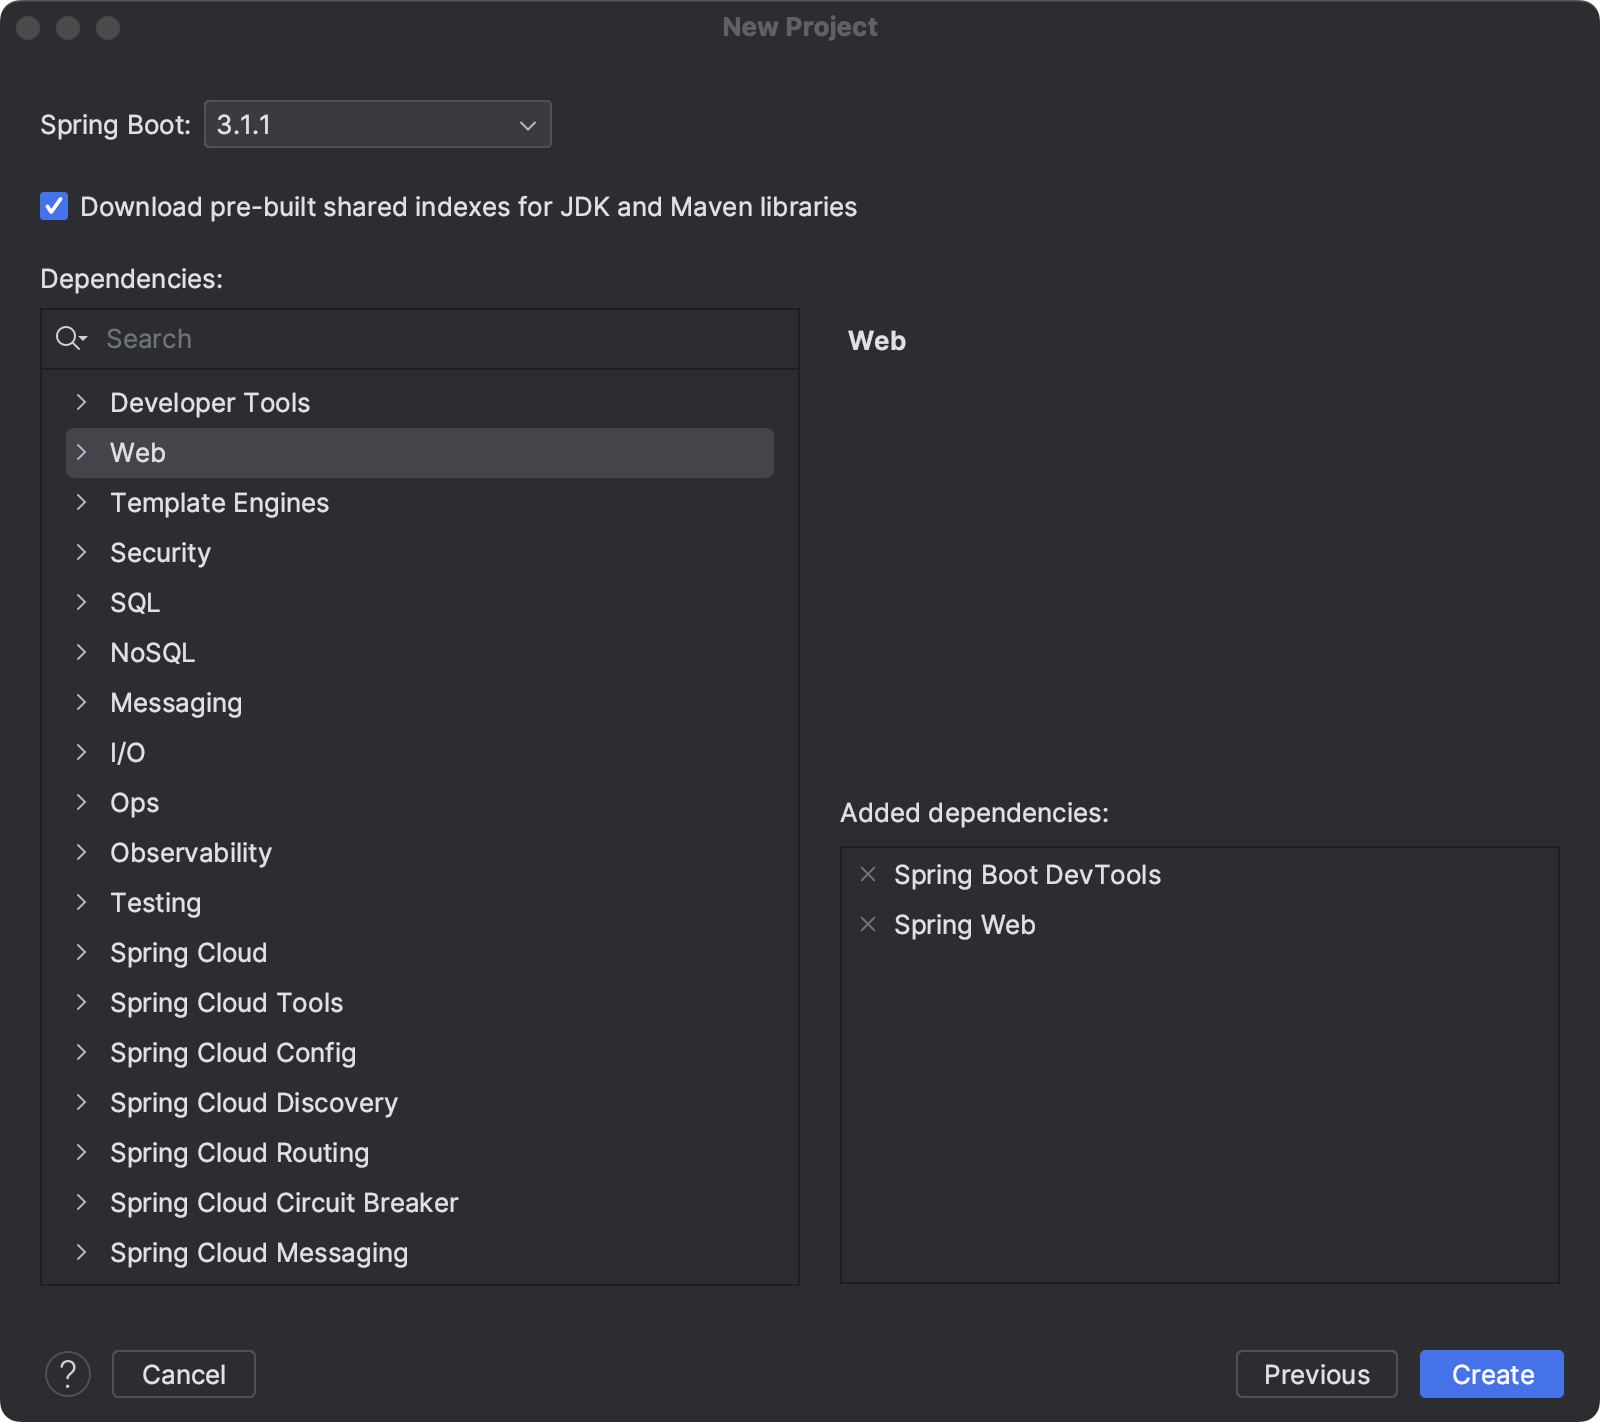 New Project
Spring Boot: 3.1.1
Download pre-built shared indexes for JDK and Maven libraries
Dependencies:
Search
Developer Tools
Web
Template Engines
Security
SQL
NoSQL
Messaging
I/O
Ops
Observability
Testing
Spring Cloud
Spring Cloud Tools
Spring Cloud Config
Spring Cloud Discovery
Spring Cloud Routing
Spring Cloud Circuit Breaker
Spring Cloud Messaging
Web
Added dependencies:
Spring Boot DevTools
Spring Web
? Cancel Previous Create